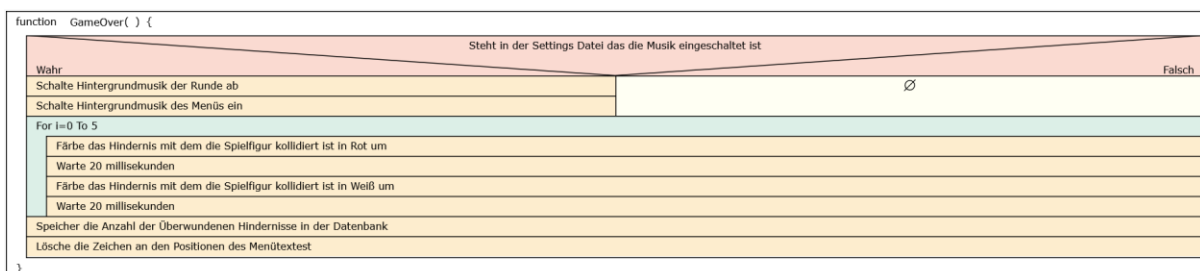 function GameOver( ) {
Steht in der Settings Datei das die Musik eingeschaltet ist
Wahr Falsch
Schalte Hintergrundmusik der Runde ab ∅
Schalte Hintergrundmusik des Menüs ein
For i=0 To 5
Färbe das Hindernis mit dem die Spielfigur kollidiert ist in Rot um
Warte 20 millisekunden
Färbe das Hindernis mit dem die Spielfigur kollidiert ist in Weiß um
Warte 20 millisekunden
Speicher die Anzahl der Überwundenen Hindernisse in der Datenbank
Lösche die Zeichen an den Positionen des Menütextest
}